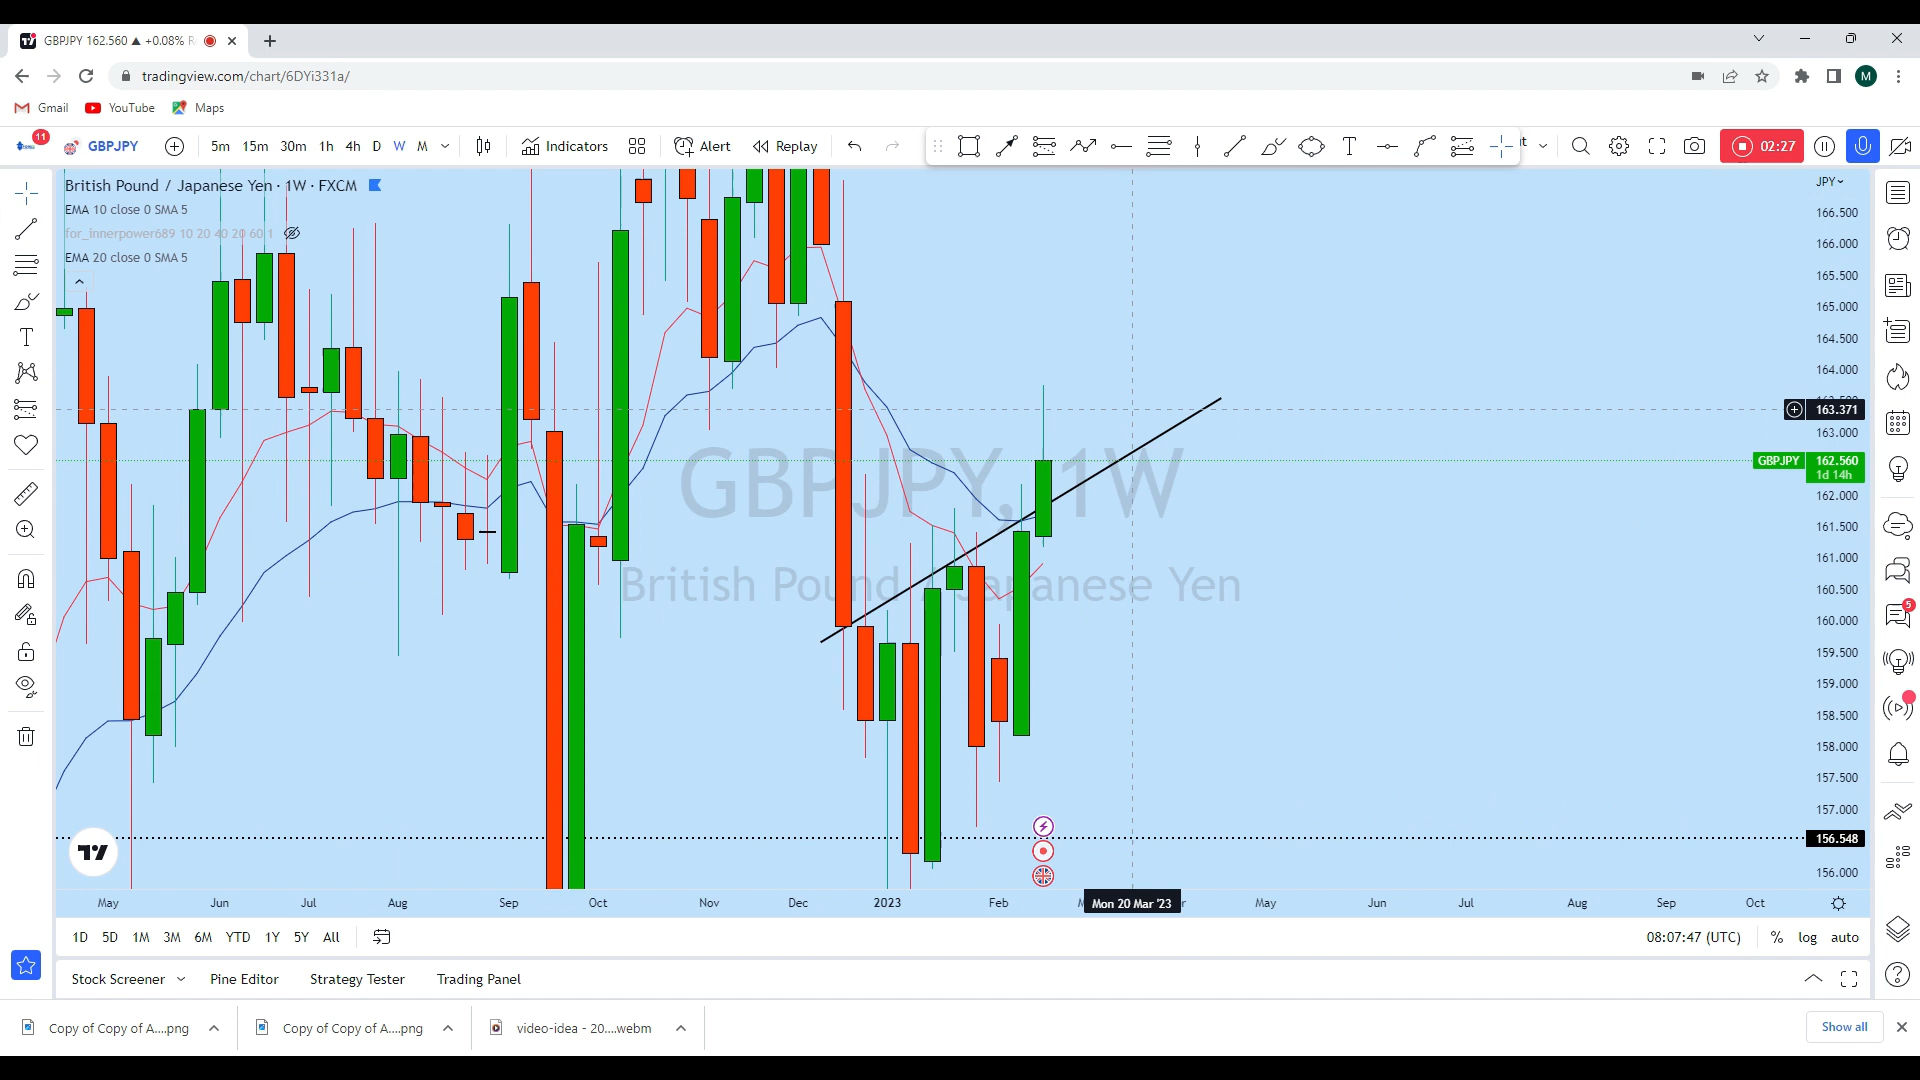 GBPJPY 162.560 ▲ +0.08% R
tradingview.com/chart/6DYi331a/
M
Gmail YouTube Maps
11 GBPJPY 5m 15m 30m 1h 4h D W M Indicators Alert Replay T 02:27
British Pound / Japanese Yen · 1W · FXCM
EMA 10 close 0 SMA 5
for_innerpower689 10 20 40 20 60 1
EMA 20 close 0 SMA 5
GBPJPY, 1W
British Pound / Japanese Yen
JPY
166.500
166.000
165.500
165.000
164.500
164.000
163.371
163.000
GBPJPY 162.560
1d 14h
162.000
161.500
161.000
160.500
160.000
159.500
159.000
158.500
158.000
157.500
157.000
156.548
156.000
5
May Jun Jul Aug Sep Oct Nov Dec 2023 Feb Mon 20 Mar '23 May Jun Jul Aug Sep Oct
1D 5D 1M 3M 6M YTD 1Y 5Y All 08:07:47 (UTC) % log auto
Stock Screener Pine Editor Strategy Tester Trading Panel
Copy of Copy of A....png Copy of Copy of A....png video-idea - 20....webm Show all